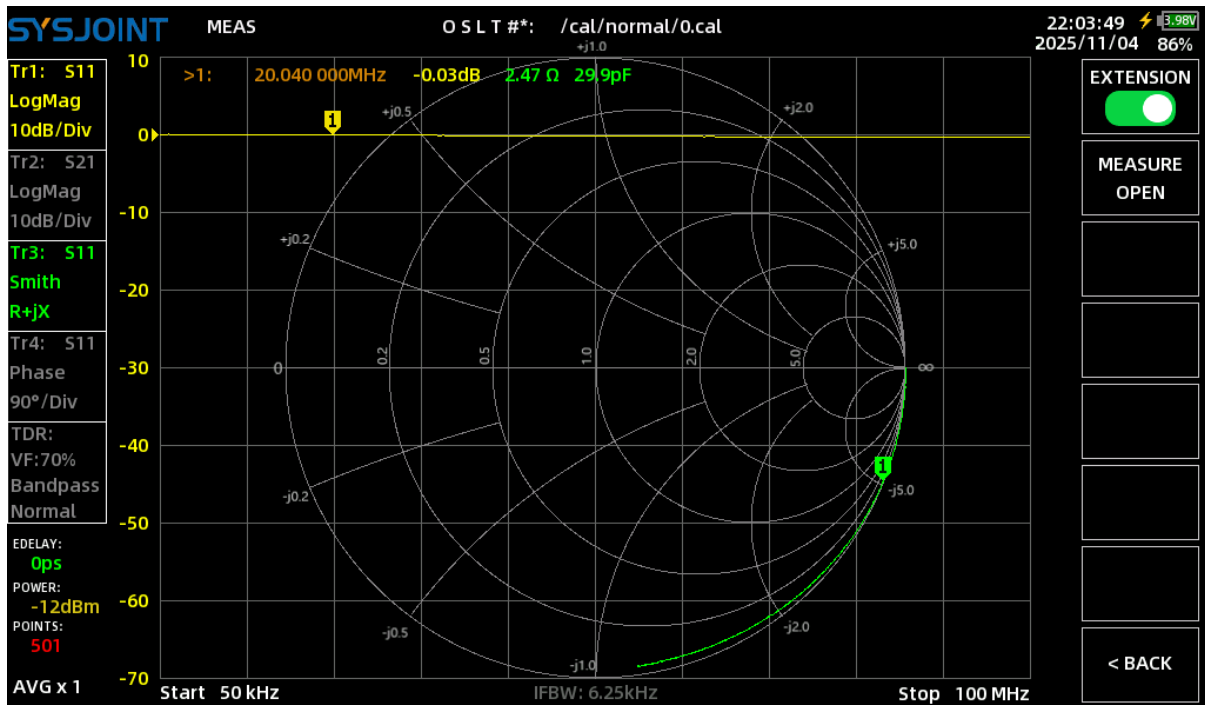 SYSJOINT MEAS O S L T #*: /cal/normal/0.cal 22:03:49 3.98V
2025/11/04 86%
Tr1: S11
LogMag
10dB/Div
Tr2: S21
LogMag
10dB/Div
Tr3: S11
Smith
R+jX
Tr4: S11
Phase
90°/Div
TDR:
VF:70%
Bandpass
Normal
EDELAY:
0ps
POWER:
-12dBm
POINTS:
501
AVG x 1
10
0
-10
-20
-30
-40
-50
-60
-70
>1: 20.040 000MHz -0.03dB 2.47 Ω 29.9pF
1
+j1.0
+j0.5
+j2.0
+j0.2
+j5.0
0
0.2
0.5
1.0
2.0
5.0
∞
1
-j0.2
-j5.0
-j0.5
-j2.0
-j1.0
Start 50 kHz IFBW: 6.25kHz Stop 100 MHz
EXTENSION
MEASURE
OPEN
< BACK